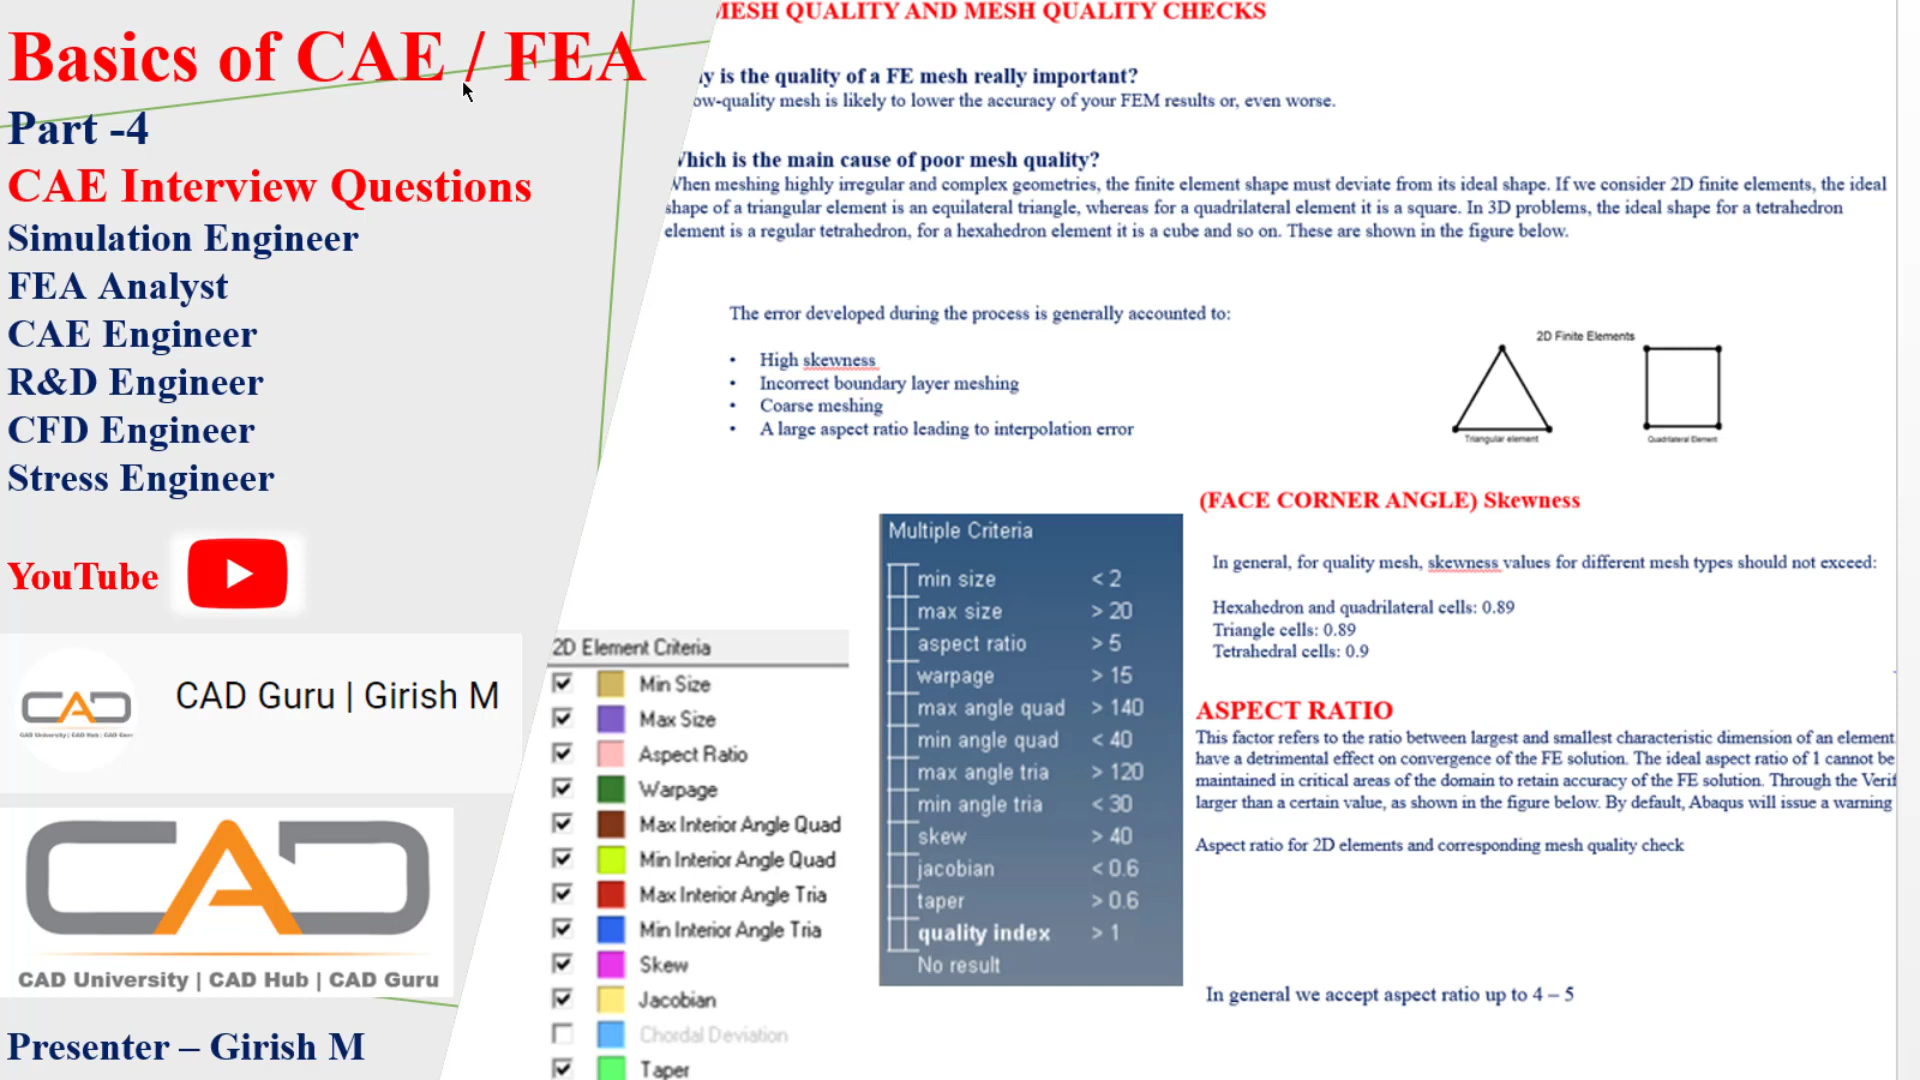 Basics of CAE / FEA
Part -4
CAE Interview Questions
Simulation Engineer
FEA Analyst
CAE Engineer
R&D Engineer
CFD Engineer
Stress Engineer
YouTube
CAD
CAD University | CAD Hub | CAD Guru
CAD Guru | Girish M
CAD
CAD University | CAD Hub | CAD Guru
Presenter – Girish M
MESH QUALITY AND MESH QUALITY CHECKS
is the quality of a FE mesh really important?
ow-quality mesh is likely to lower the accuracy of your FEM results or, even worse.
Which is the main cause of poor mesh quality?
When meshing highly irregular and complex geometries, the finite element shape must deviate from its ideal shape. If we consider 2D finite elements, the ideal
shape of a triangular element is an equilateral triangle, whereas for a quadrilateral element it is a square. In 3D problems, the ideal shape for a tetrahedron
element is a regular tetrahedron, for a hexahedron element it is a cube and so on. These are shown in the figure below.
The error developed during the process is generally accounted to:
• High skewness
• Incorrect boundary layer meshing
• Coarse meshing
• A large aspect ratio leading to interpolation error
2D Finite Elements
Triangular element
Quadrilateral Element
2D Element Criteria
Min Size
Max Size
Aspect Ratio
Warpage
Max Interior Angle Quad
Min Interior Angle Quad
Max Interior Angle Tria
Min Interior Angle Tria
Skew
Jacobian
Chordal Deviation
Taper
Multiple Criteria
min size < 2
max size > 20
aspect ratio > 5
warpage > 15
max angle quad > 140
min angle quad < 40
max angle tria > 120
min angle tria < 30
skew > 40
jacobian < 0.6
taper > 0.6
quality index > 1
No result
(FACE CORNER ANGLE) Skewness
In general, for quality mesh, skewness values for different mesh types should not exceed:
Hexahedron and quadrilateral cells: 0.89
Triangle cells: 0.89
Tetrahedral cells: 0.9
ASPECT RATIO
This factor refers to the ratio between largest and smallest characteristic dimension of an element
have a detrimental effect on convergence of the FE solution. The ideal aspect ratio of 1 cannot be
maintained in critical areas of the domain to retain accuracy of the FE solution. Through the Verif
larger than a certain value, as shown in the figure below. By default, Abaqus will issue a warning
Aspect ratio for 2D elements and corresponding mesh quality check
In general we accept aspect ratio up to 4 – 5